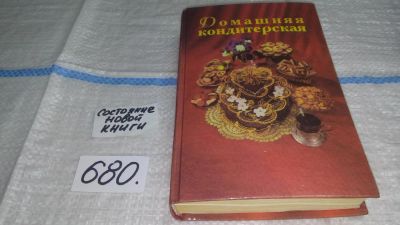 Домашняя
кондитерская
состояние
новой
книги
680.